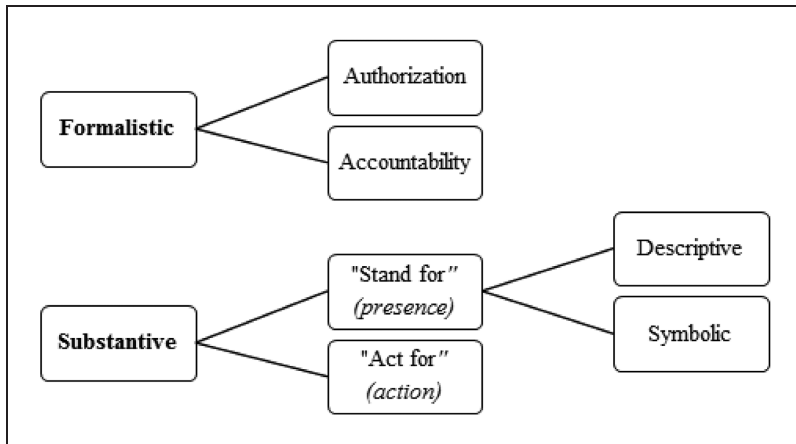 Formalistic
Authorization
Accountability
Substantive
"Stand for"
(presence)
"Act for"
(action)
Descriptive
Symbolic